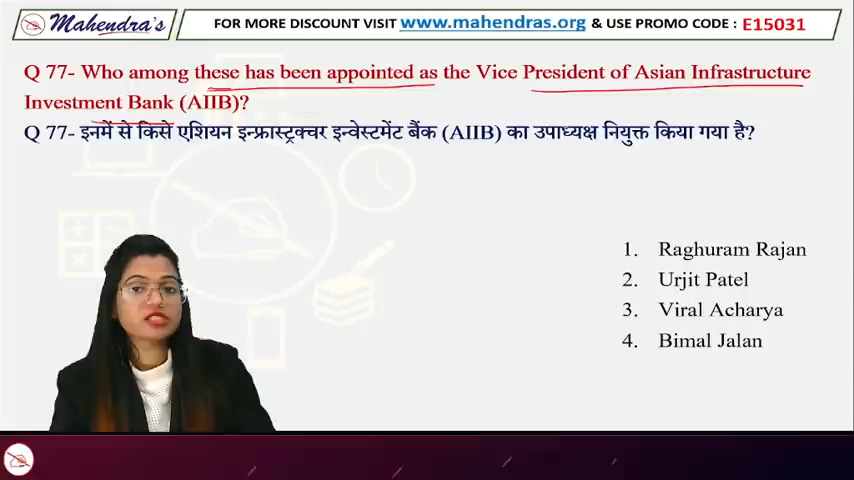 Mahendra's
FOR MORE DISCOUNT VISIT www.mahendras.org & USE PROMO CODE : E15031
Q 77- Who among these has been appointed as the Vice President of Asian Infrastructure
Investment Bank (AIIB)?
Q 77- इनमें से किसे एशियन इन्फ्रास्ट्रक्चर इन्वेस्टमेंट बैंक (AIIB) का उपाध्यक्ष नियुक्त किया गया है?
1. Raghuram Rajan
2. Urjit Patel
3. Viral Acharya
4. Bimal Jalan